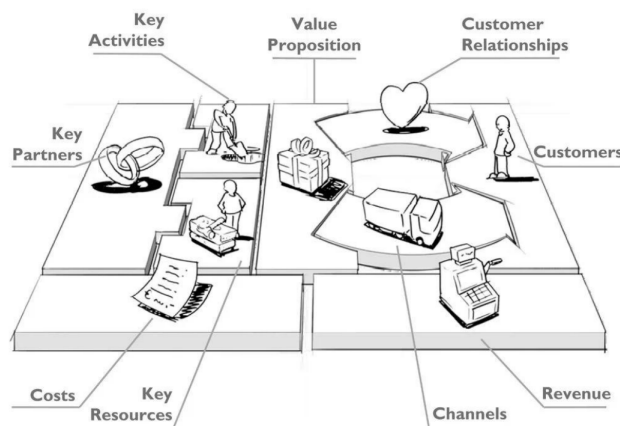 Key
Activities
Value
Proposition
Customer
Relationships
Key
Partners
Customers
Costs
Key
Resources
Channels
Revenue